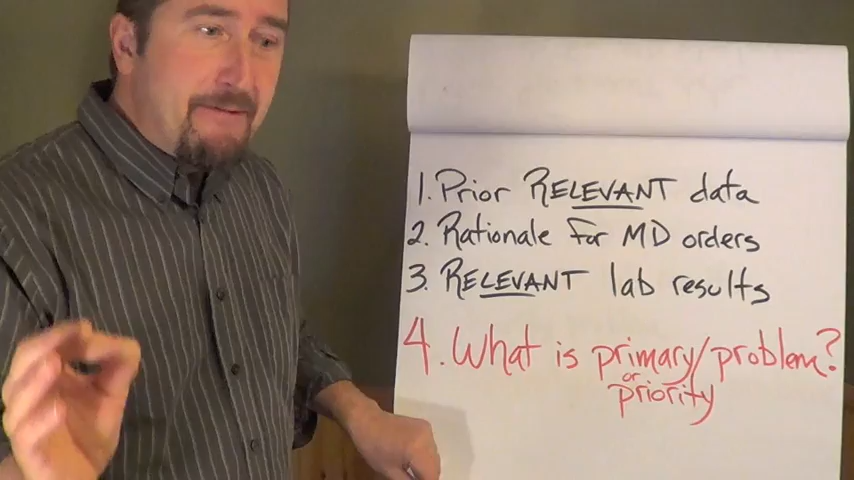 1. Prior RELEVANT data
2. Rationale for MD orders
3. RELEVANT lab results
4. What is primary/problem?
or
priority